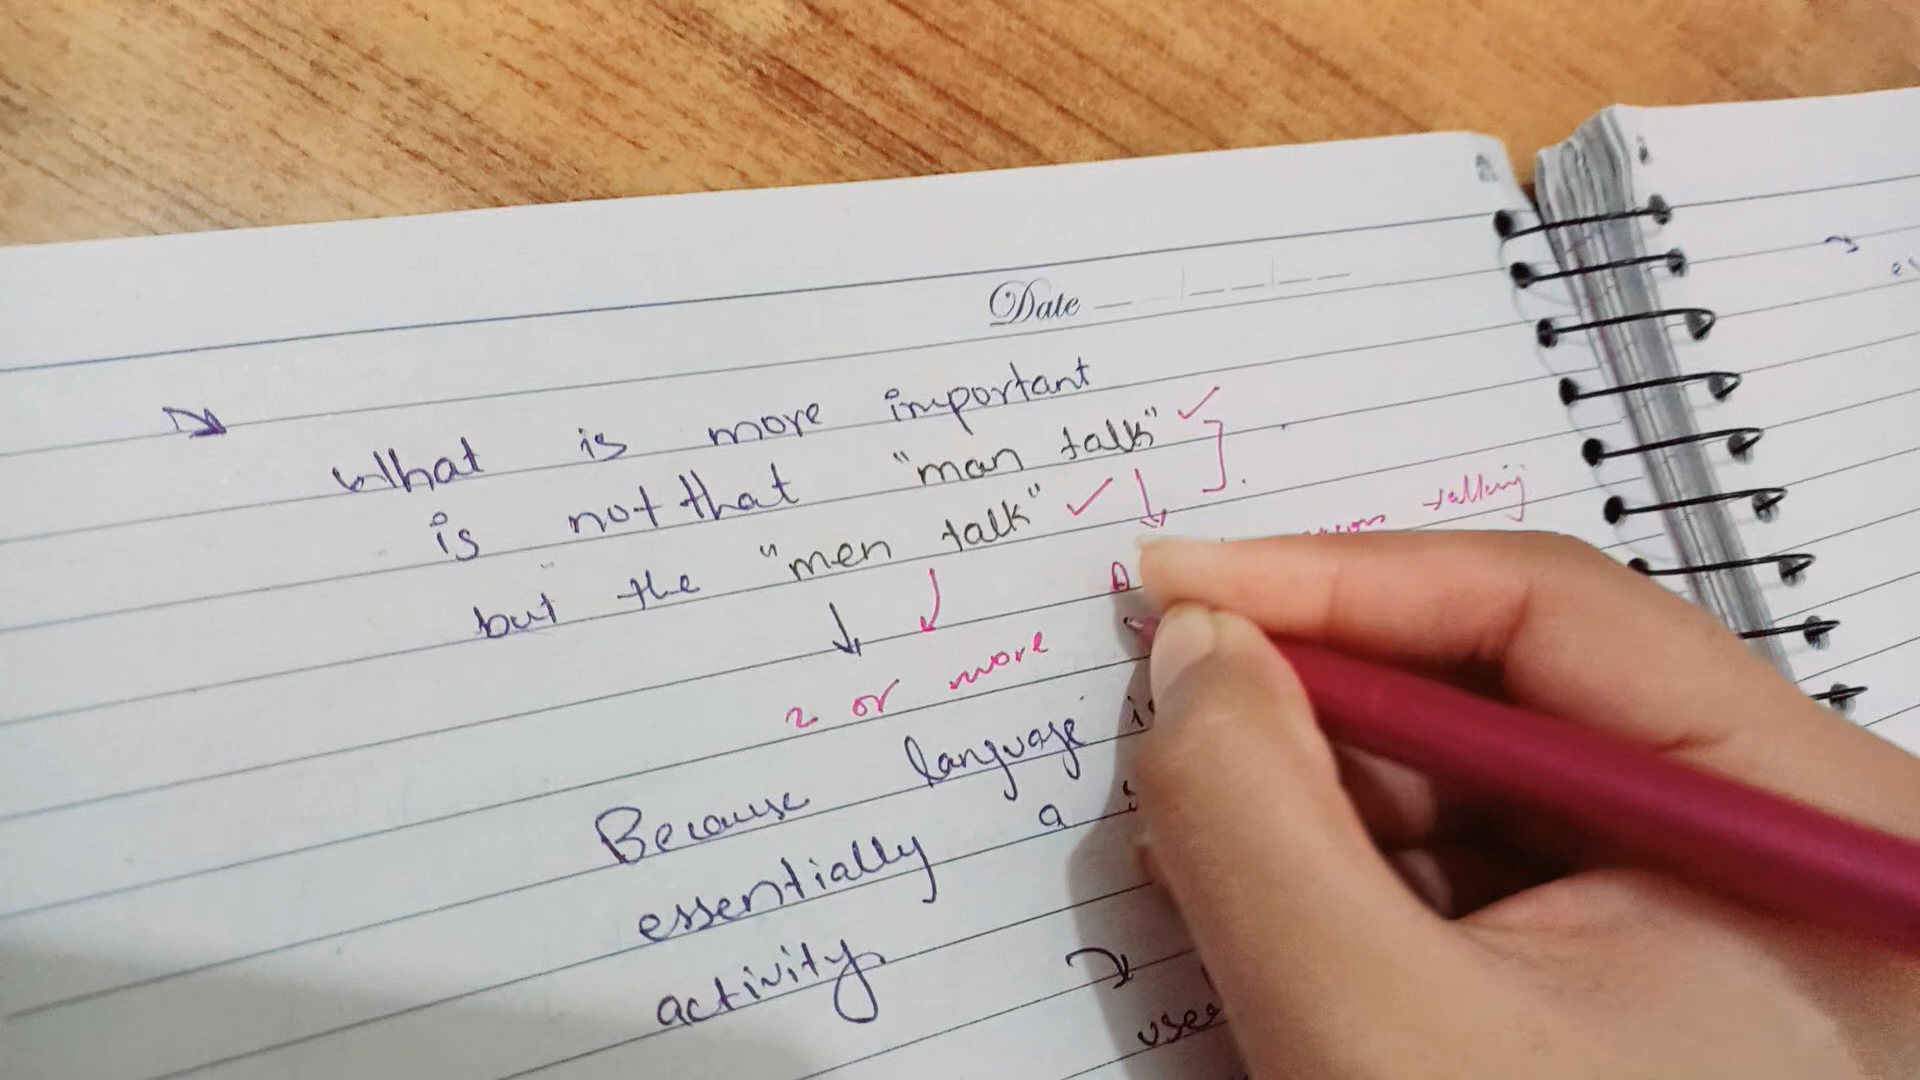 Date
What is more important
is not that "man talk"
but the "men talk"
talking
2 or more
Because language
essentially a
activity.